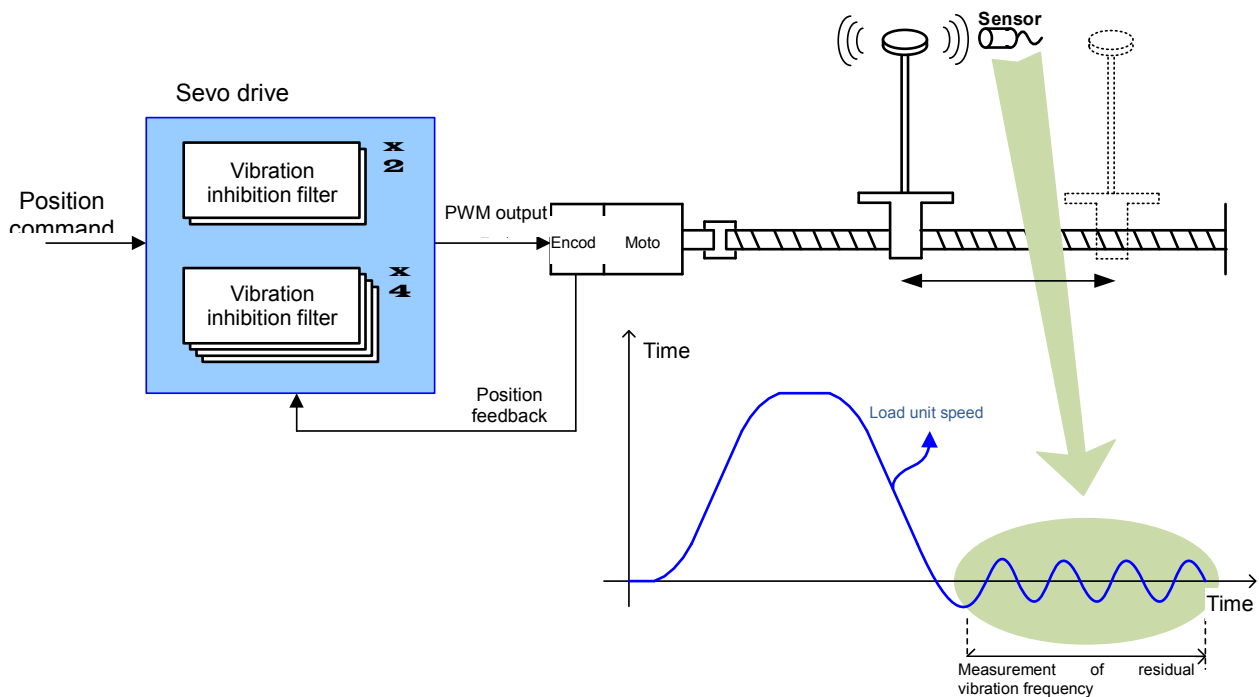 Sensor
Sevo drive
Vibration
inhibition filter
x
2
Position
command
PWM output
Encod
Moto
Vibration
inhibition filter
x
4
Position
feedback
Time
Load unit speed
Time
Measurement of residual
vibration frequency